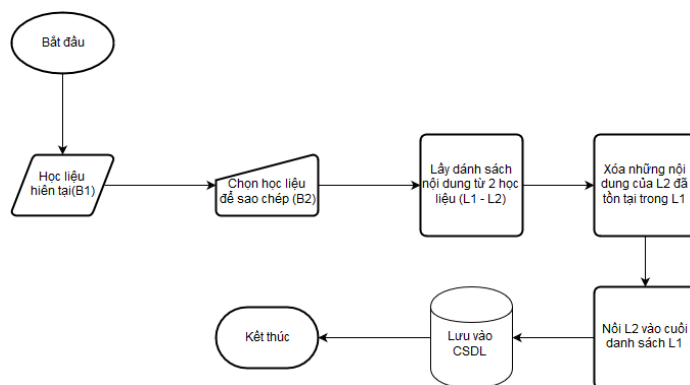 Bắt đầu
Học liệu
hiện tại(B1)
Chọn học liệu
để sao chép (B2)
Lấy dánh sách
nội dung từ 2 học
liệu (L1 - L2)
Xóa những nội
dung của L2 đã
tồn tại trong L1
Nối L2 vào cuối
danh sách L1
Lưu vào
CSDL
Kết thúc